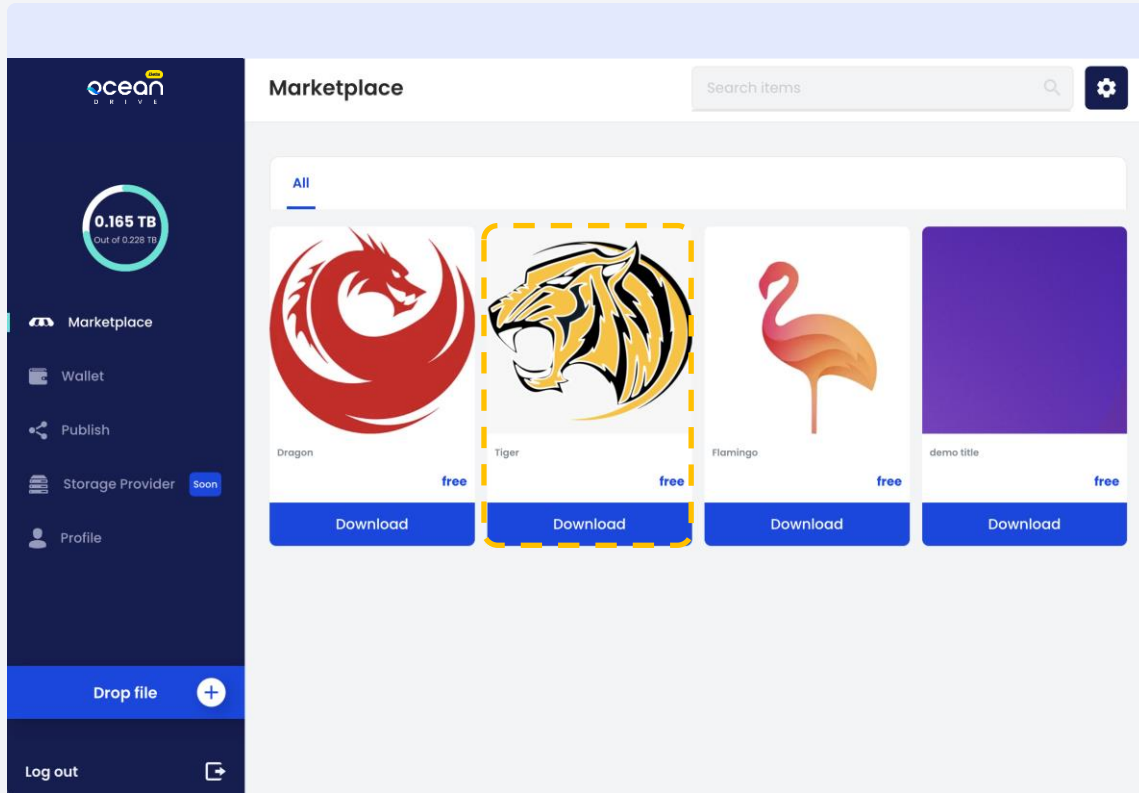 Beta
ocean
DRIVE
0.165 TB
Out of 0.228 TB
Marketplace
Wallet
Publish
Storage Provider Soon
Profile
Drop file
Log out
Marketplace
Search items
All
Dragon
free
Download
Tiger
free
Download
Flamingo
free
Download
demo title
free
Download